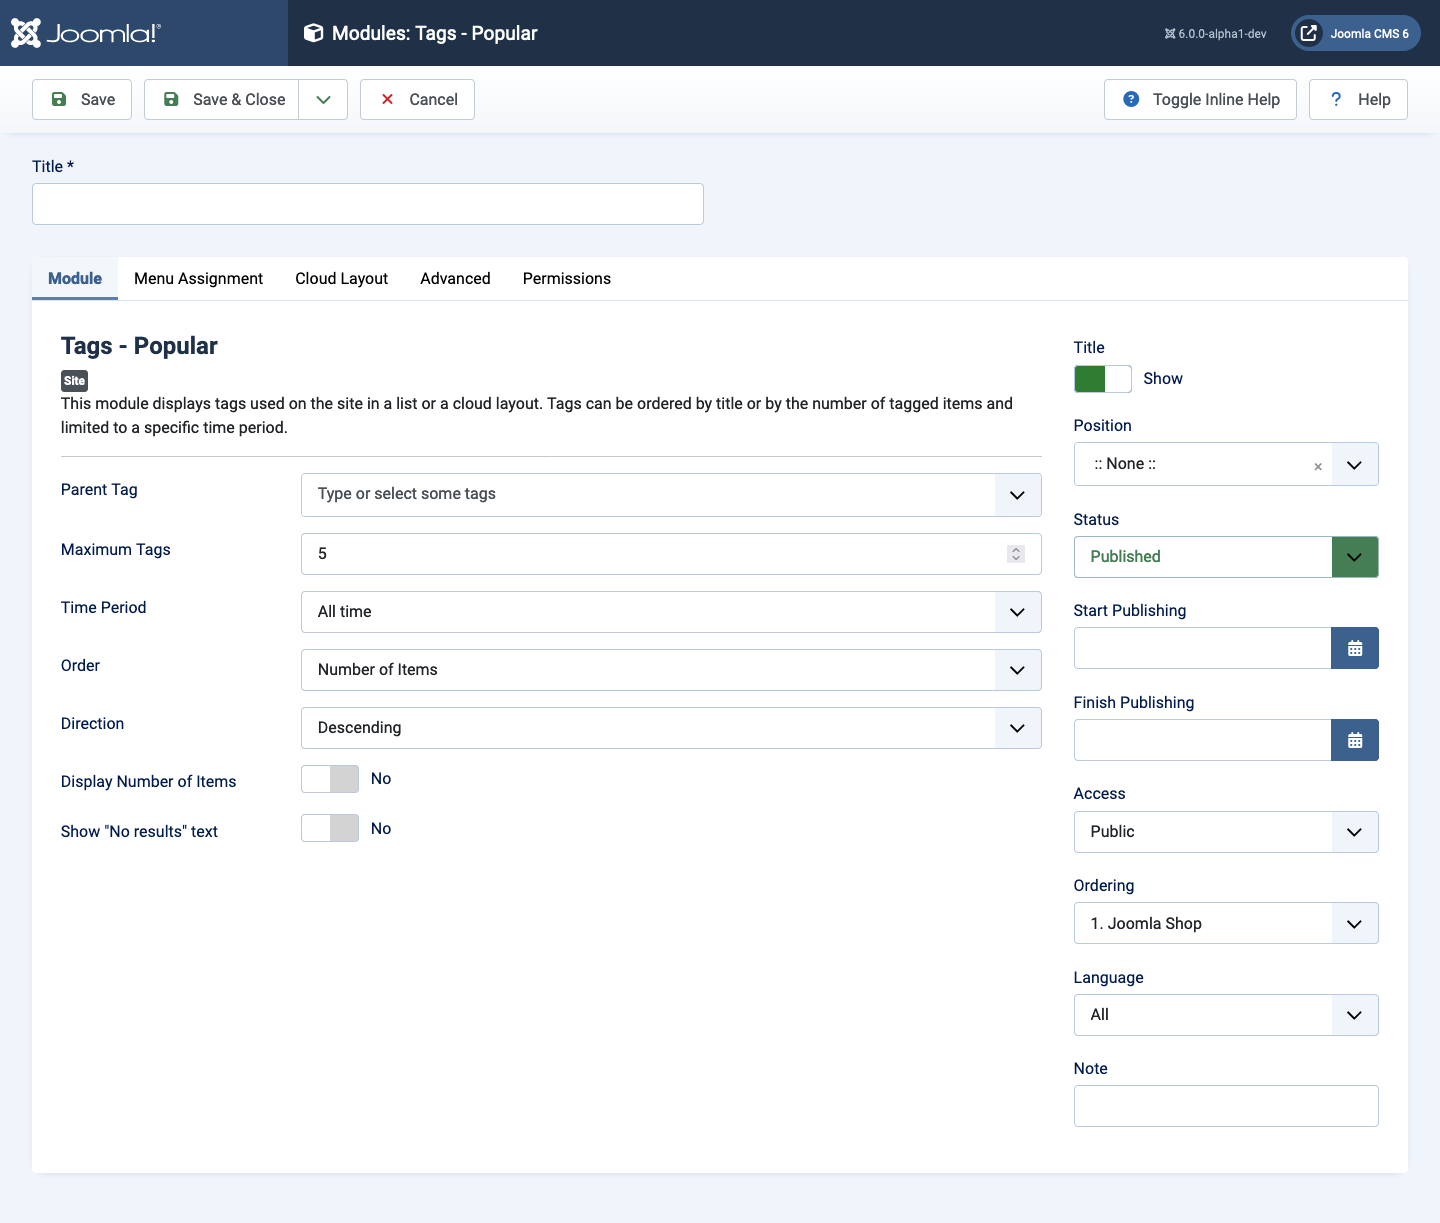 Joomla!®
Modules: Tags - Popular
6.0.0-alpha1-dev
Joomla CMS 6
Save
Save & Close
Cancel
Toggle Inline Help
? Help
Title *
Module
Menu Assignment
Cloud Layout
Advanced
Permissions
Tags - Popular
Site
This module displays tags used on the site in a list or a cloud layout. Tags can be ordered by title or by the number of tagged items and
limited to a specific time period.
Parent Tag
Type or select some tags
Maximum Tags
5
Time Period
All time
Order
Number of Items
Direction
Descending
Display Number of Items
No
Show "No results" text
No
Title
Show
Position
:: None ::
×
Status
Published
Start Publishing
Finish Publishing
Access
Public
Ordering
1. Joomla Shop
Language
All
Note